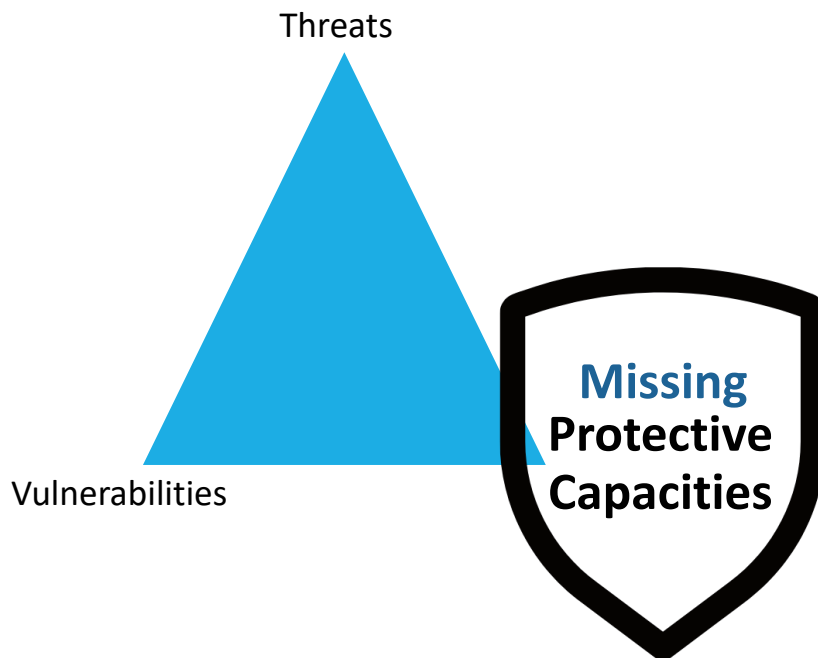 Threats
Missing
Protective
Capacities
Vulnerabilities